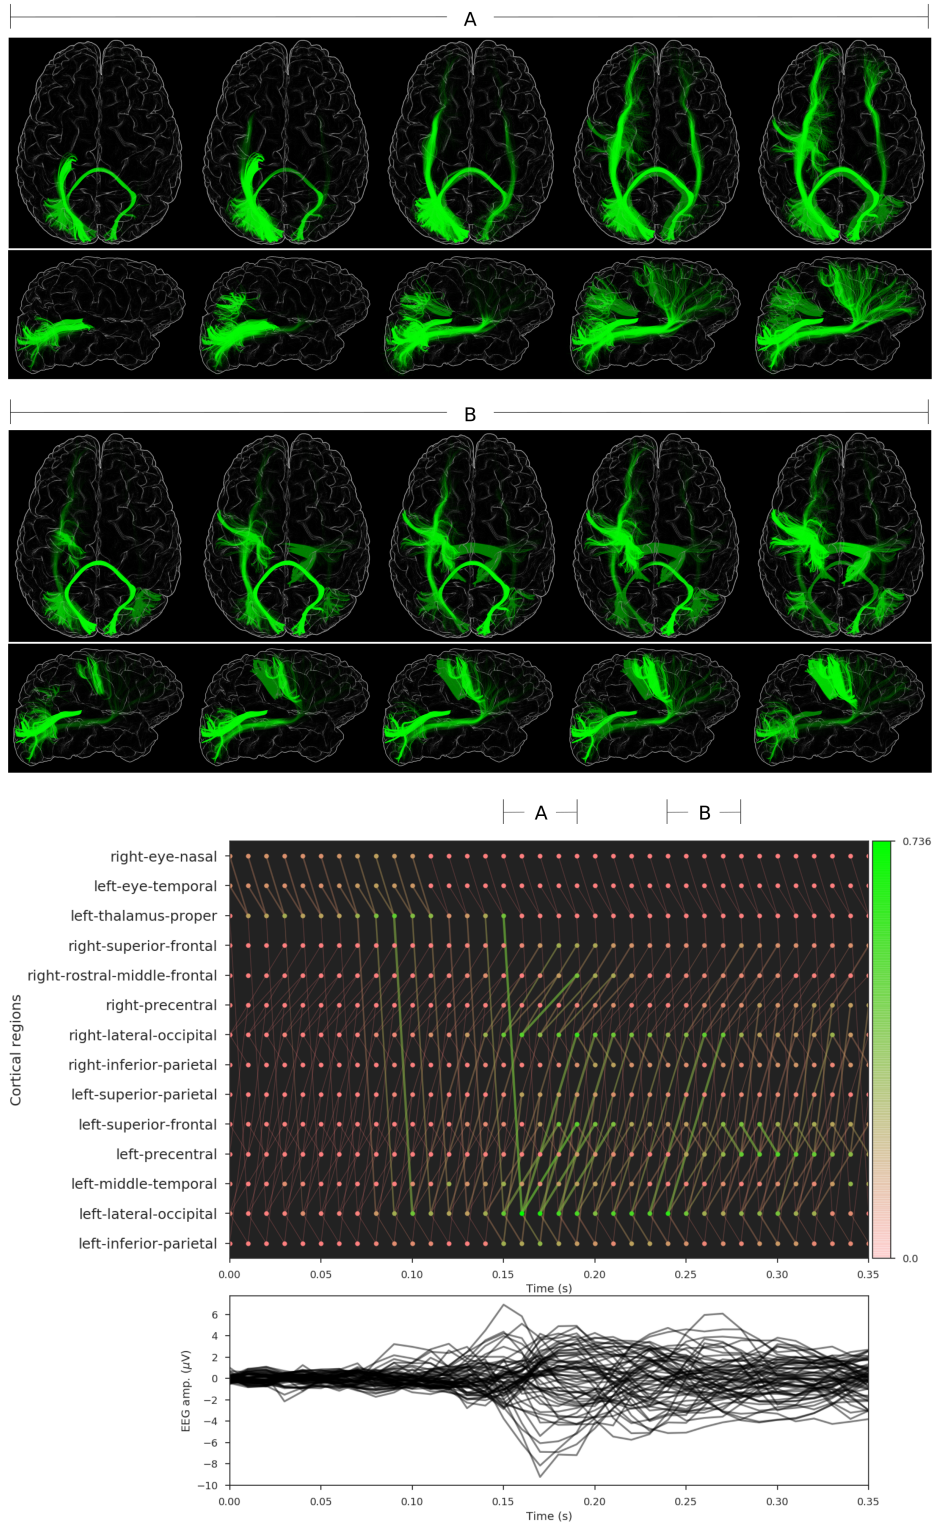 A
B
A
B
right-eye-nasal
left-eye-temporal
left-thalamus-proper
right-superior-frontal
right-rostral-middle-frontal
right-precentral
right-lateral-occipital
right-inferior-parietal
left-superior-parietal
left-superior-frontal
left-precentral
left-middle-temporal
left-lateral-occipital
left-inferior-parietal
Cortical regions
0.736
0.0
0.00 0.05 0.10 0.15 0.20 0.25 0.30 0.35
Time (s)
6
4
2
0
−2
−4
−6
−8
−10
EEG amp. (μV)
0.00 0.05 0.10 0.15 0.20 0.25 0.30 0.35
Time (s)